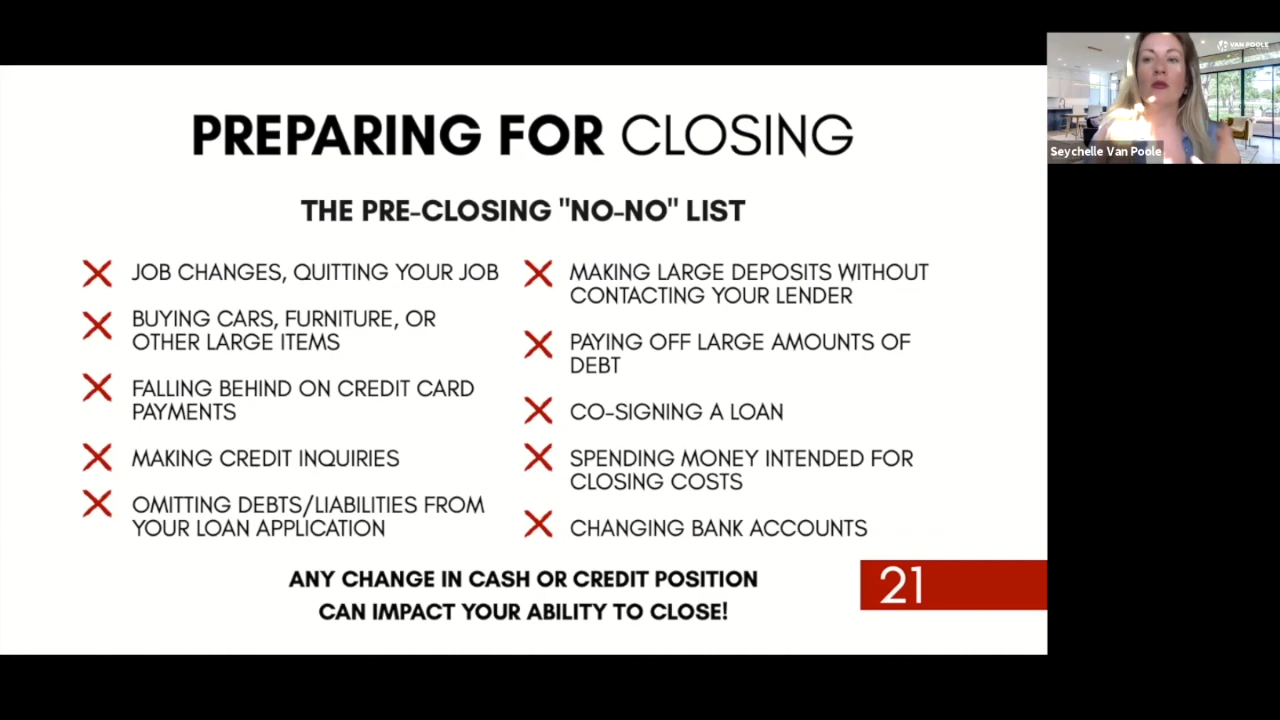 PREPARING FOR CLOSING
THE PRE-CLOSING "NO-NO" LIST
JOB CHANGES, QUITTING YOUR JOB
BUYING CARS, FURNITURE, OR
OTHER LARGE ITEMS
FALLING BEHIND ON CREDIT CARD
PAYMENTS
MAKING CREDIT INQUIRIES
OMITTING DEBTS/LIABILITIES FROM
YOUR LOAN APPLICATION
MAKING LARGE DEPOSITS WITHOUT
CONTACTING YOUR LENDER
PAYING OFF LARGE AMOUNTS OF
DEBT
CO-SIGNING A LOAN
SPENDING MONEY INTENDED FOR
CLOSING COSTS
CHANGING BANK ACCOUNTS
ANY CHANGE IN CASH OR CREDIT POSITION
CAN IMPACT YOUR ABILITY TO CLOSE!
21
VAN POOLE
Seychelle Van Poole